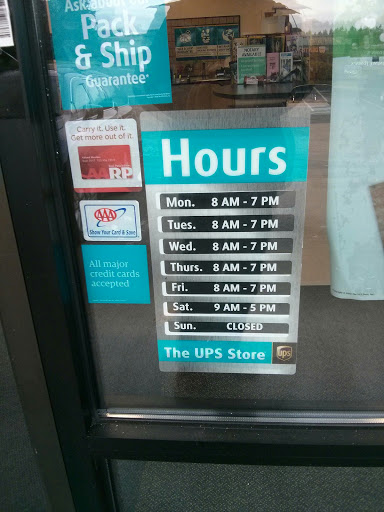 Ask about our
Pack
& Ship
Guarantee*
Carry it. Use it.
Get more out of it.
AARP
AAA
Show Your Card & Save
All major
credit cards
accepted
Hours
Mon. 8 AM - 7 PM
Tues. 8 AM - 7 PM
Wed. 8 AM - 7 PM
Thurs. 8 AM - 7 PM
Fri. 8 AM - 7 PM
Sat. 9 AM - 5 PM
Sun. CLOSED
The UPS Store
ups